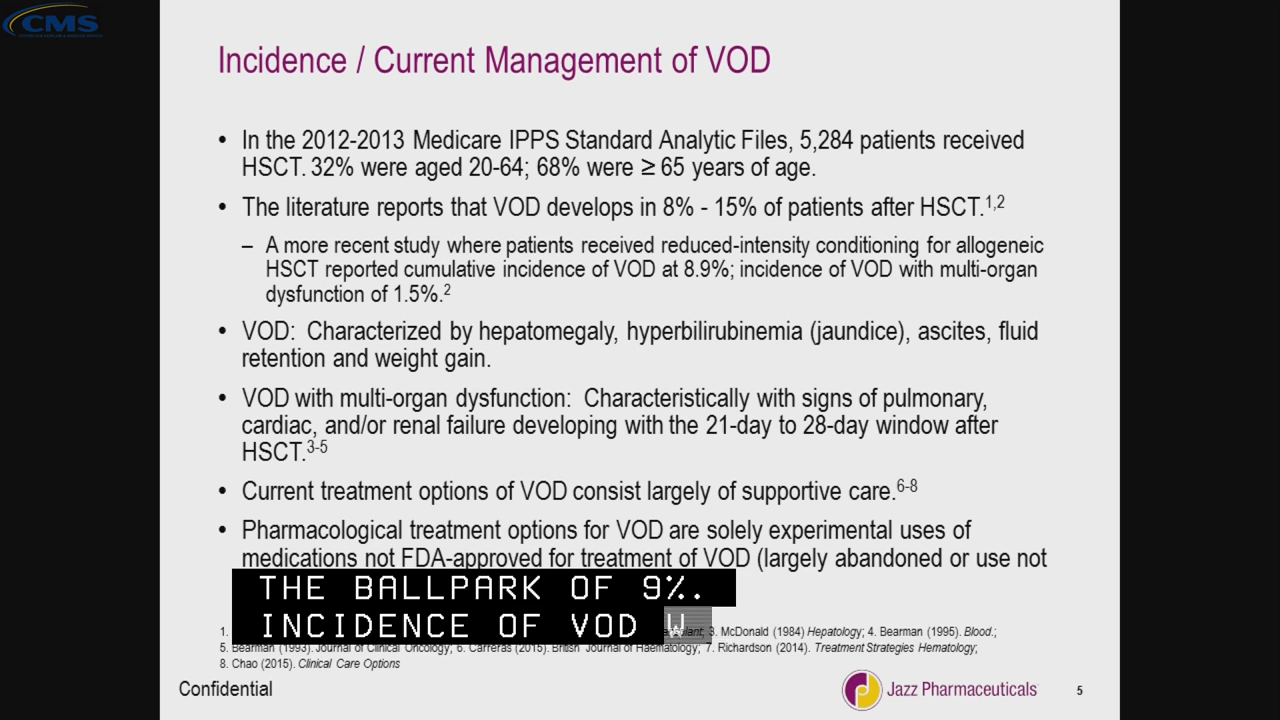 CMS
Incidence / Current Management of VOD
• In the 2012-2013 Medicare IPPS Standard Analytic Files, 5,284 patients received
HSCT. 32% were aged 20-64; 68% were ≥ 65 years of age.
• The literature reports that VOD develops in 8% - 15% of patients after HSCT.1,2
– A more recent study where patients received reduced-intensity conditioning for allogeneic
HSCT reported cumulative incidence of VOD at 8.9%; incidence of VOD with multi-organ
dysfunction of 1.5%.2
• VOD: Characterized by hepatomegaly, hyperbilirubinemia (jaundice), ascites, fluid
retention and weight gain.
• VOD with multi-organ dysfunction: Characteristically with signs of pulmonary,
cardiac, and/or renal failure developing with the 21-day to 28-day window after
HSCT.3-5
• Current treatment options of VOD consist largely of supportive care.6-8
• Pharmacological treatment options for VOD are solely experimental uses of
medications not FDA-approved for treatment of VOD (largely abandoned or use not
THE BALLPARK OF 9%.
INCIDENCE OF VOD W
1. 3. McDonald (1984) Hepatology; 4. Bearman (1995). Blood.;
5. Bearman (1993). Journal of Clinical Oncology; 6. Carreras (2015). British Journal of Haematology; 7. Richardson (2014). Treatment Strategies Hematology;
8. Chao (2015). Clinical Care Options
Confidential
Jazz Pharmaceuticals
5